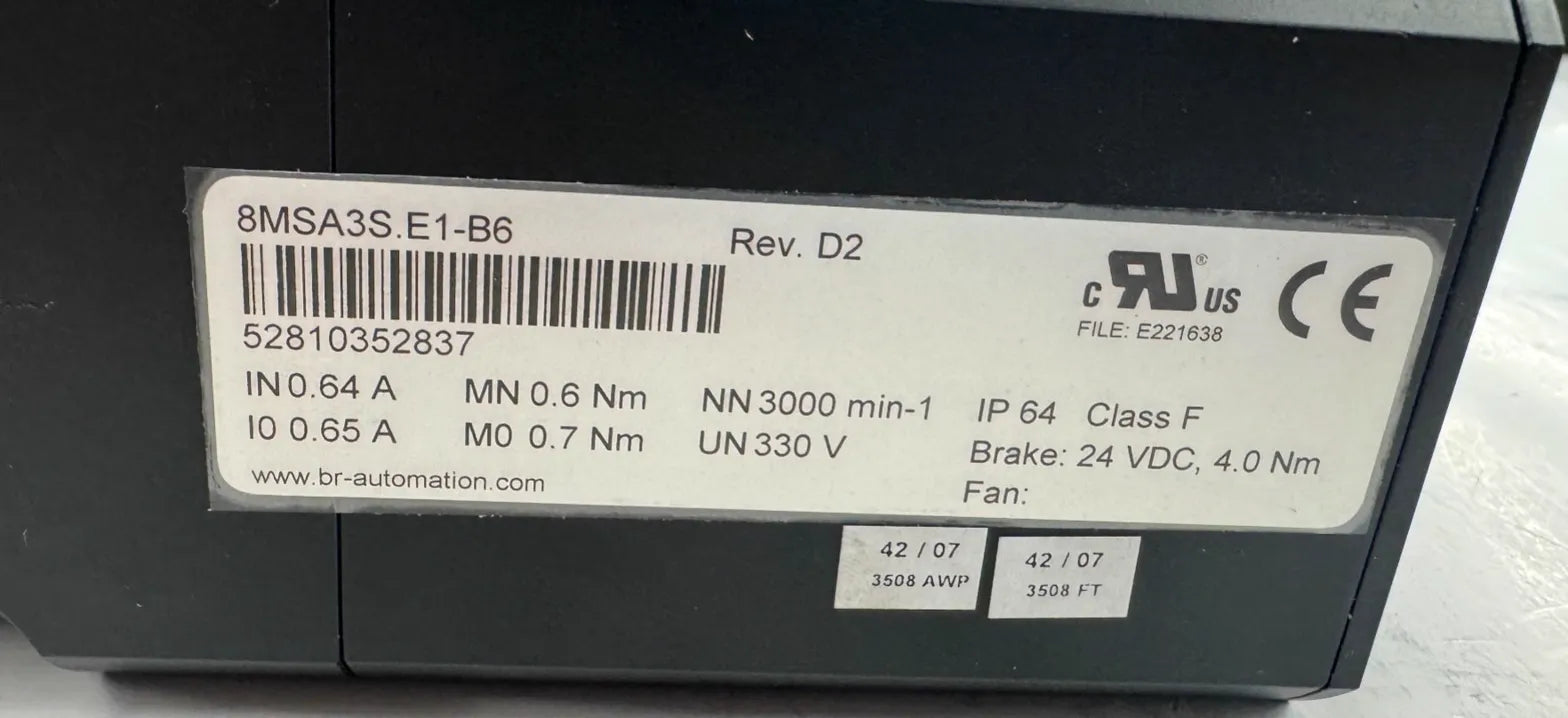 8MSA3S.E1-B6
Rev. D2
52810352837
c RU ® US
CE
FILE: E221638
IN 0.64 A MN 0.6 Nm NN 3000 min-1 IP 64 Class F
I0 0.65 A M0 0.7 Nm UN 330 V Brake: 24 VDC, 4.0 Nm
www.br-automation.com Fan:
42 / 07
3508 AWP
42 / 07
3508 FT